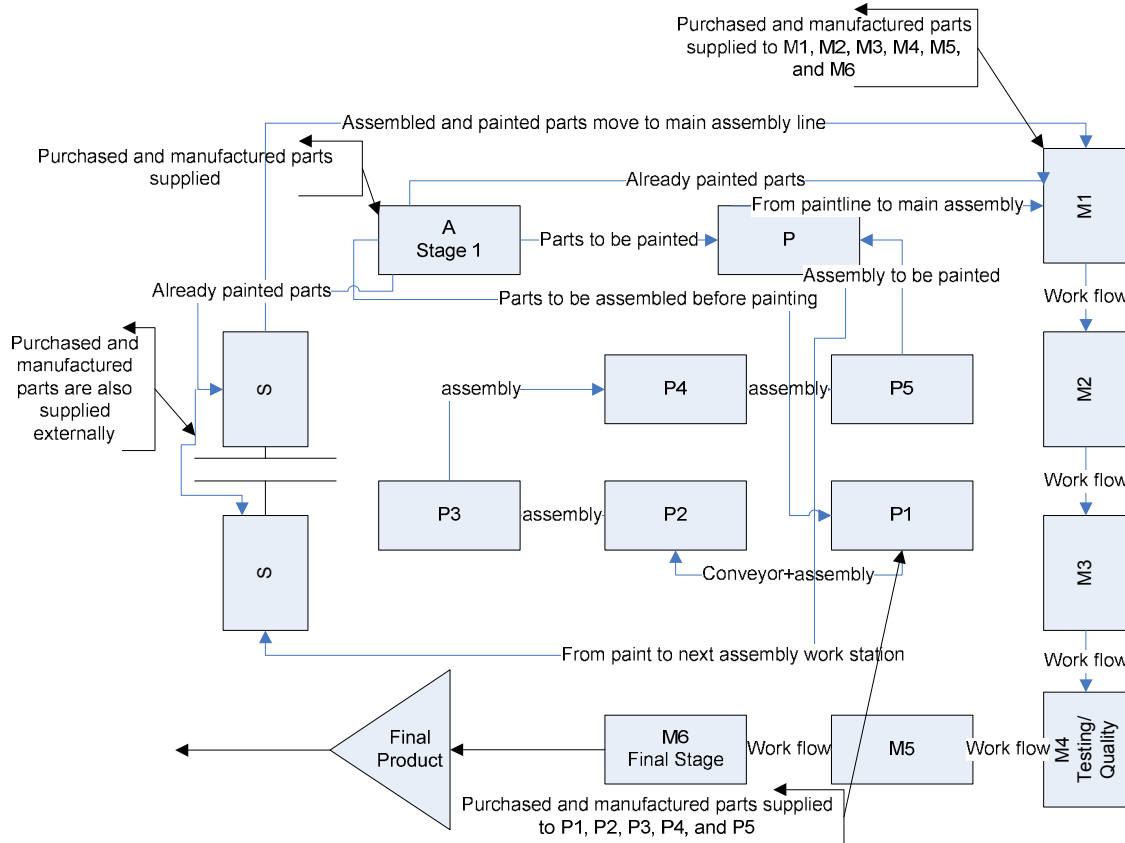 Purchased and manufactured parts
supplied to M1, M2, M3, M4, M5,
and M6
Assembled and painted parts move to main assembly line
Purchased and manufactured parts
supplied
Already painted parts
From paintline to main assembly
M1
A
Stage 1
Parts to be painted
P
Assembly to be painted
Already painted parts
Parts to be assembled before painting
Work flow
Purchased and
manufactured
parts are also
supplied
externally
S
assembly
P4
assembly
P5
M2
Work flow
P3
assembly
P2
P1
S
M3
Conveyor+assembly
From paint to next assembly work station
Work flow
Final
Product
M6
Final Stage
Work flow
M5
Work flow
M4
Testing/
Quality
Purchased and manufactured parts supplied
to P1, P2, P3, P4, and P5